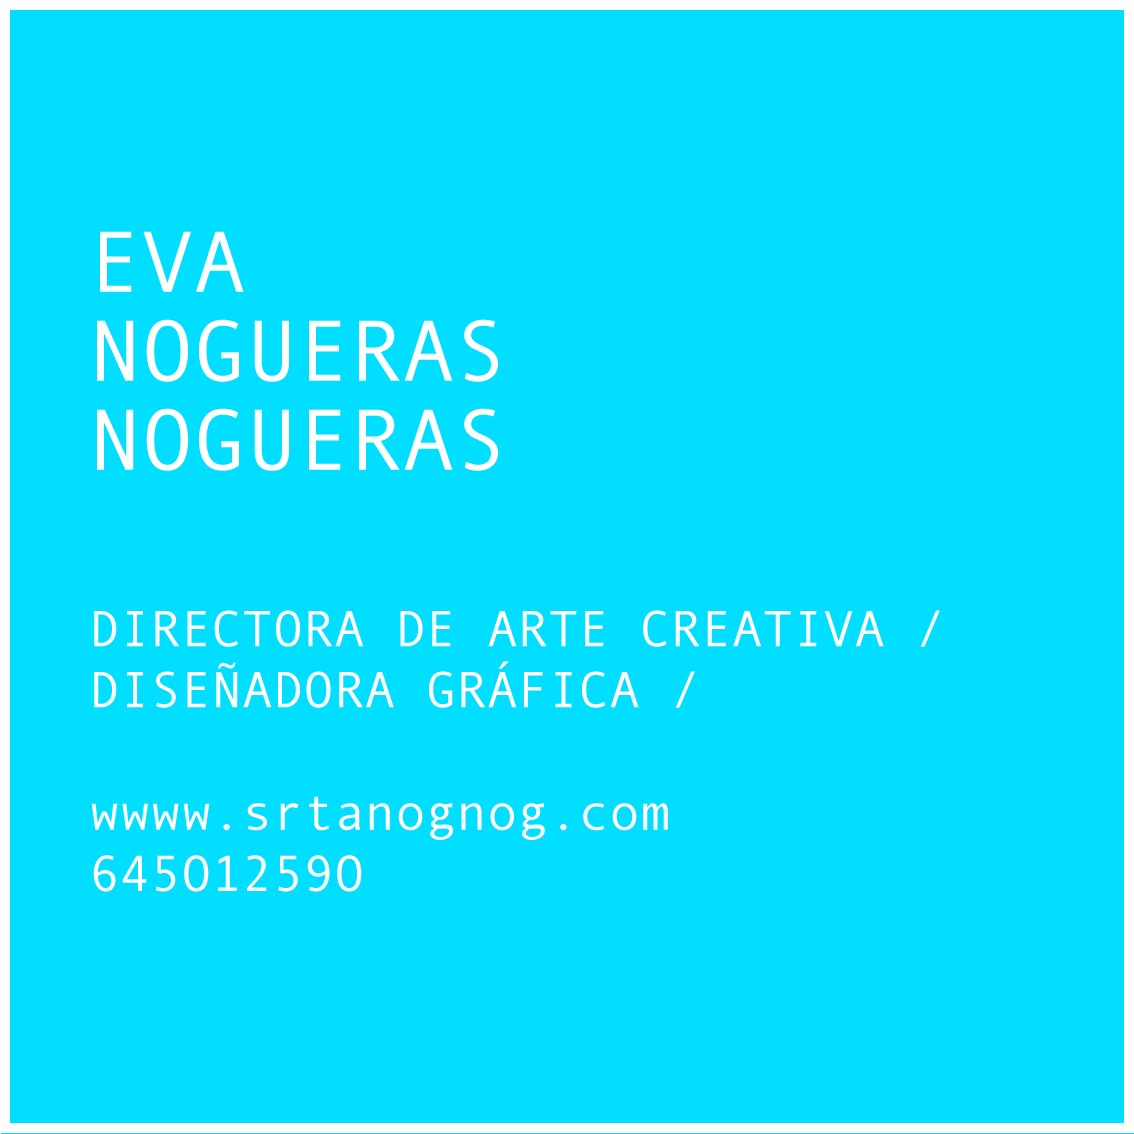 EVA
NOGUERAS
NOGUERAS
DIRECTORA DE ARTE CREATIVA /
DISEÑADORA GRÁFICA /
wwww.srtanognog.com
645012590